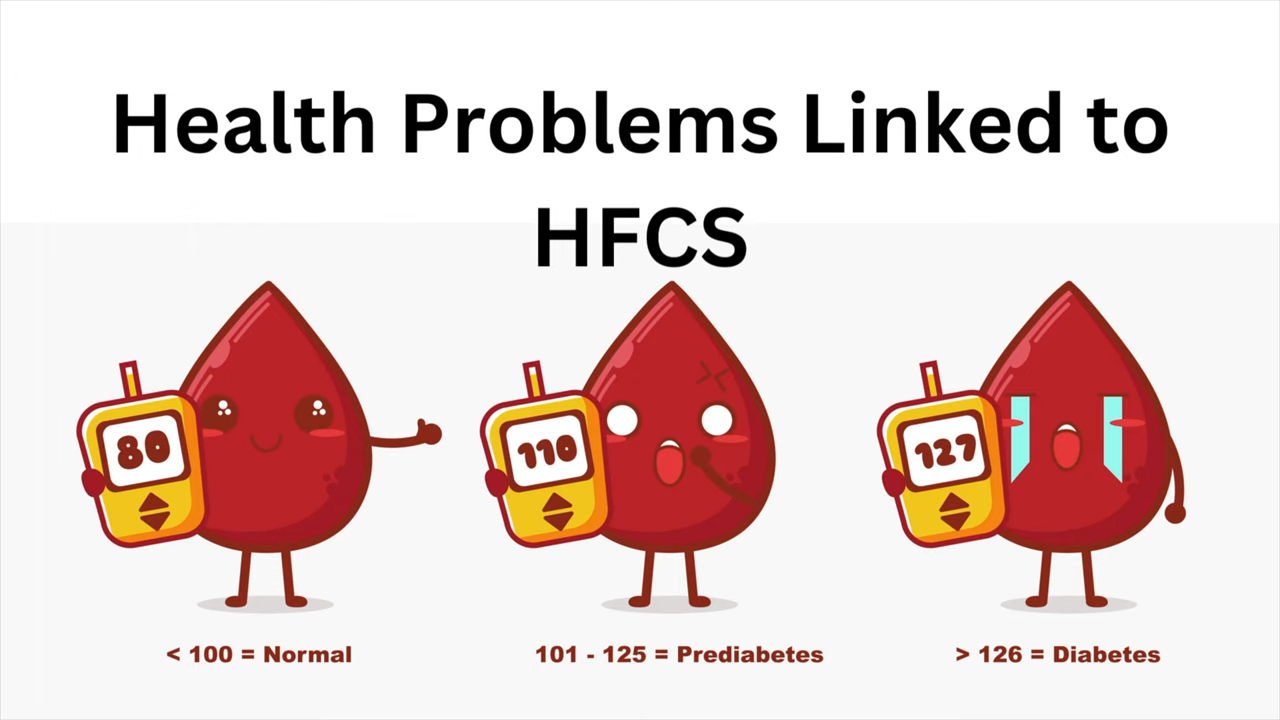 Health Problems Linked to
HFCS
80
110
127
< 100 = Normal
101 - 125 = Prediabetes
> 126 = Diabetes